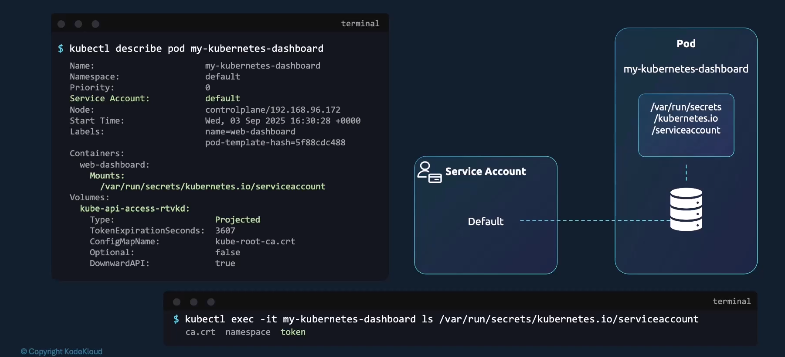 terminal
$ kubectl describe pod my-kubernetes-dashboard
Name: my-kubernetes-dashboard
Namespace: default
Priority: 0
Service Account: default
Node: controlplane/192.168.96.172
Start Time: Wed, 03 Sep 2025 16:30:28 +0000
Labels: name=web-dashboard
pod-template-hash=5f88cdc488
Containers:
web-dashboard:
Mounts:
/var/run/secrets/kubernetes.io/serviceaccount
Volumes:
kube-api-access-rtvkd:
Type: Projected
TokenExpirationSeconds: 3607
ConfigMapName: kube-root-ca.crt
Optional: false
DownwardAPI: true
Service Account
Default
Pod
my-kubernetes-dashboard
/var/run/secrets
/kubernetes.io
/serviceaccount
terminal
$ kubectl exec -it my-kubernetes-dashboard ls /var/run/secrets/kubernetes.io/serviceaccount
ca.crt namespace token
© Copyright KodeKloud